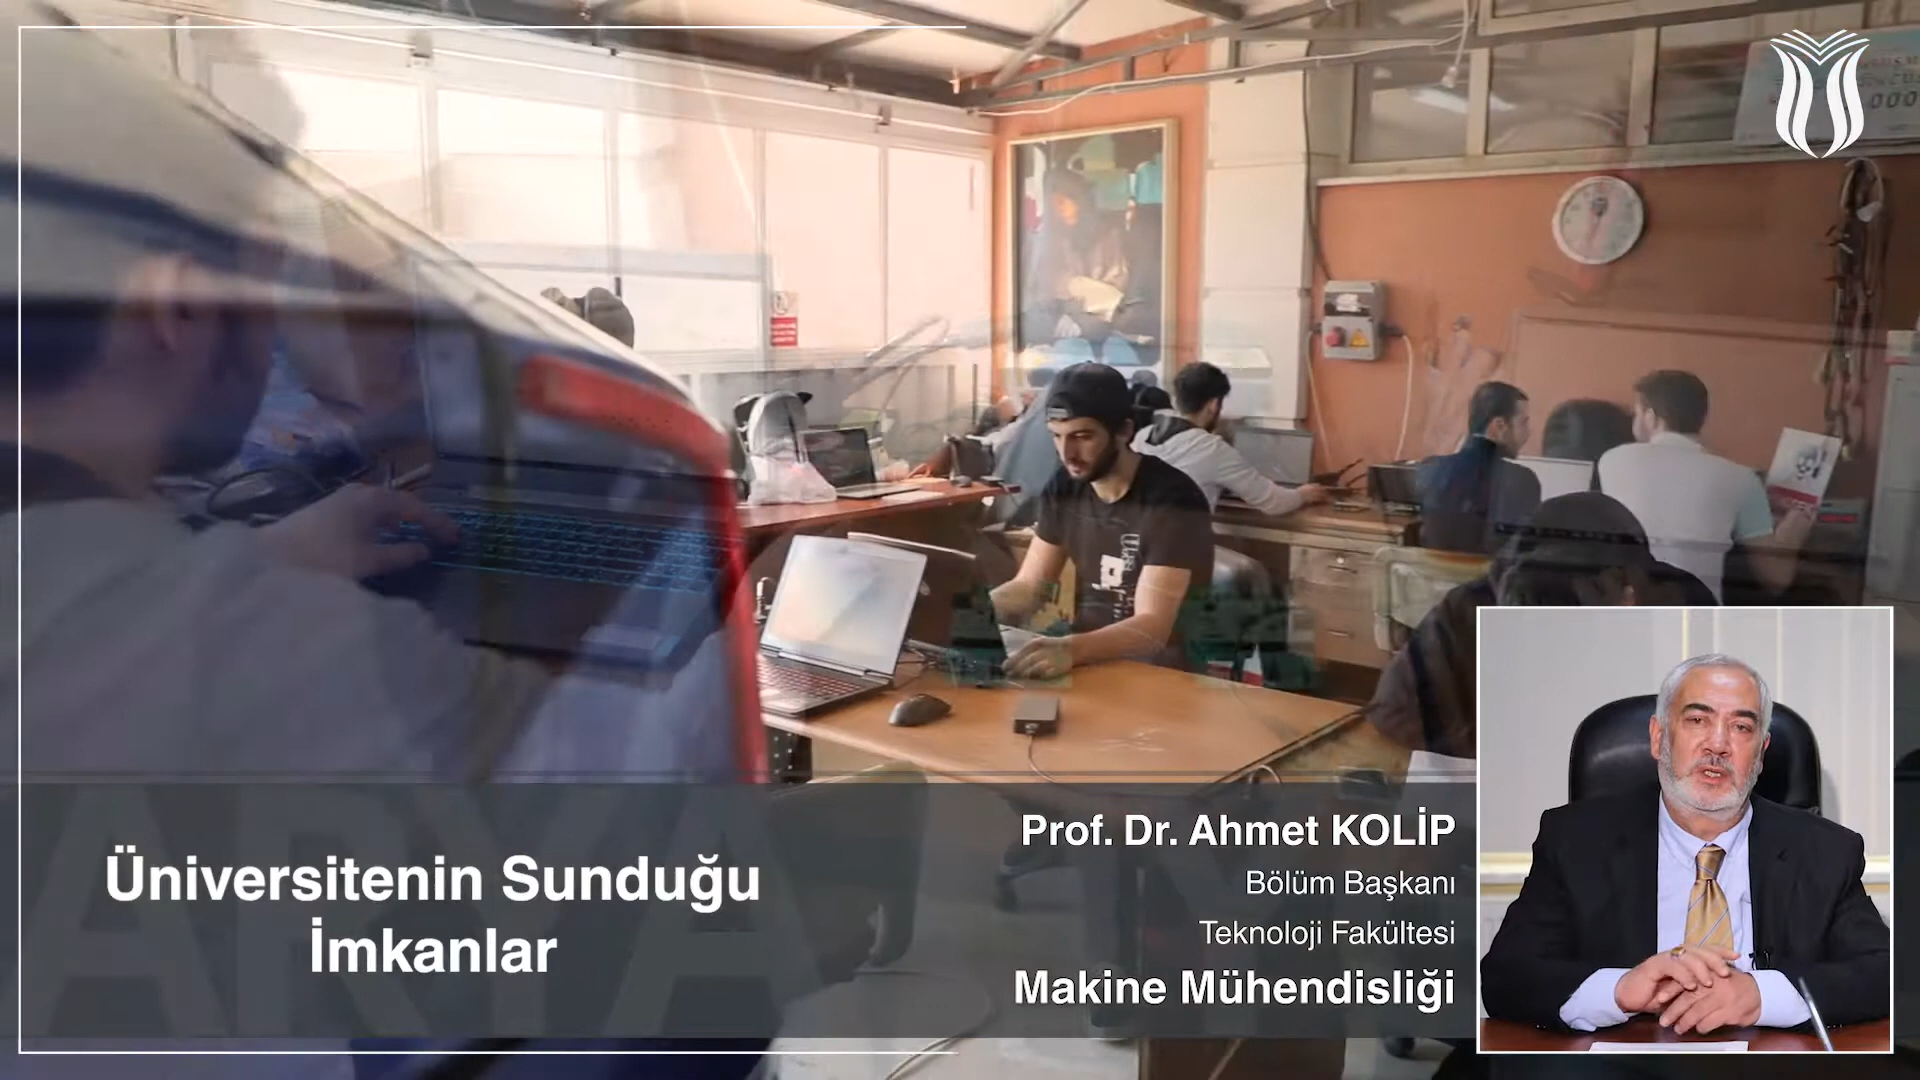 Üniversitenin Sunduğu
İmkanlar
Prof. Dr. Ahmet KOLİP
Bölüm Başkanı
Teknoloji Fakültesi
Makine Mühendisliği